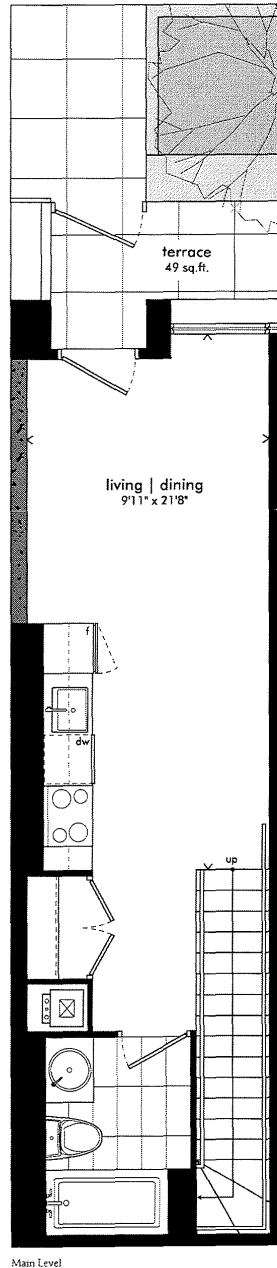 terrace
49 sq.ft.
living | dining
9'11" x 21'8"
f
dw
up
Main Level